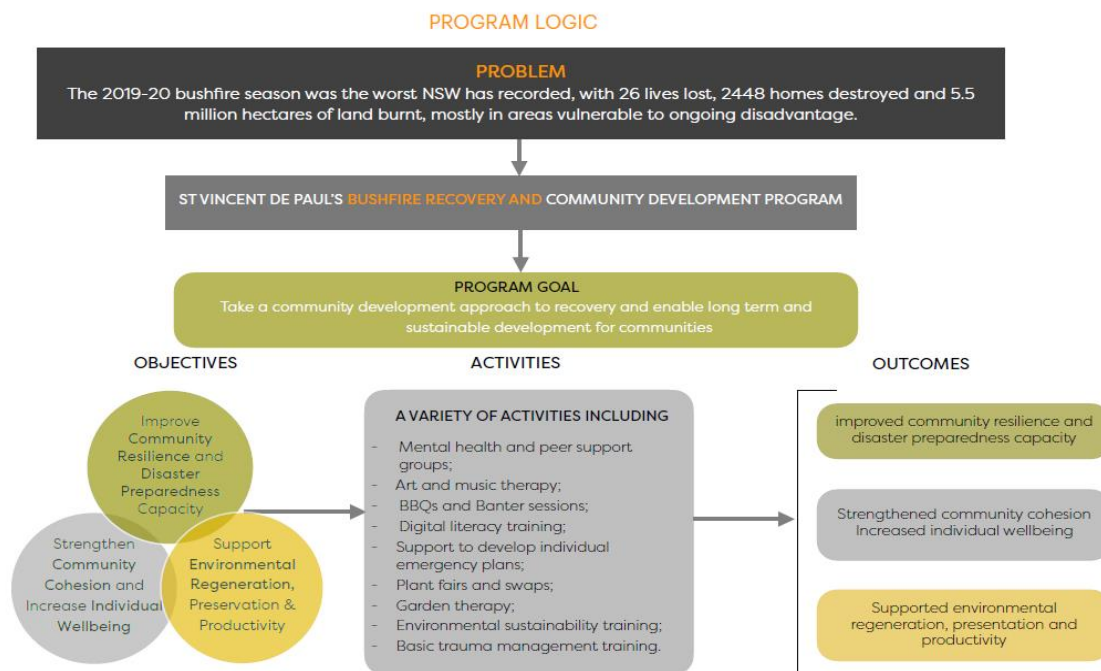 PROGRAM LOGIC
PROBLEM
The 2019-20 bushfire season was the worst NSW has recorded, with 26 lives lost, 2448 homes destroyed and 5.5
million hectares of land burnt, mostly in areas vulnerable to ongoing disadvantage.
ST VINCENT DE PAUL'S BUSHFIRE RECOVERY AND COMMUNITY DEVELOPMENT PROGRAM
PROGRAM GOAL
Take a community development approach to recovery and enable long term and
sustainable development for communities
OBJECTIVES
Improve
Community
Resilience and
Disaster
Preparedness
Capacity
Strengthen
Community
Cohesion and
Increase Individual
Wellbeing
Support
Environmental
Regeneration,
Preservation &
Productivity
ACTIVITIES
A VARIETY OF ACTIVITIES INCLUDING
- Mental health and peer support
groups;
- Art and music therapy;
- BBQs and Banter sessions;
- Digital literacy training;
- Support to develop individual
emergency plans;
- Plant fairs and swaps;
- Garden therapy;
- Environmental sustainability training;
- Basic trauma management training.
OUTCOMES
improved community resilience and
disaster preparedness capacity
Strengthened community cohesion
Increased individual wellbeing
Supported environmental
regeneration, presentation and
productivity